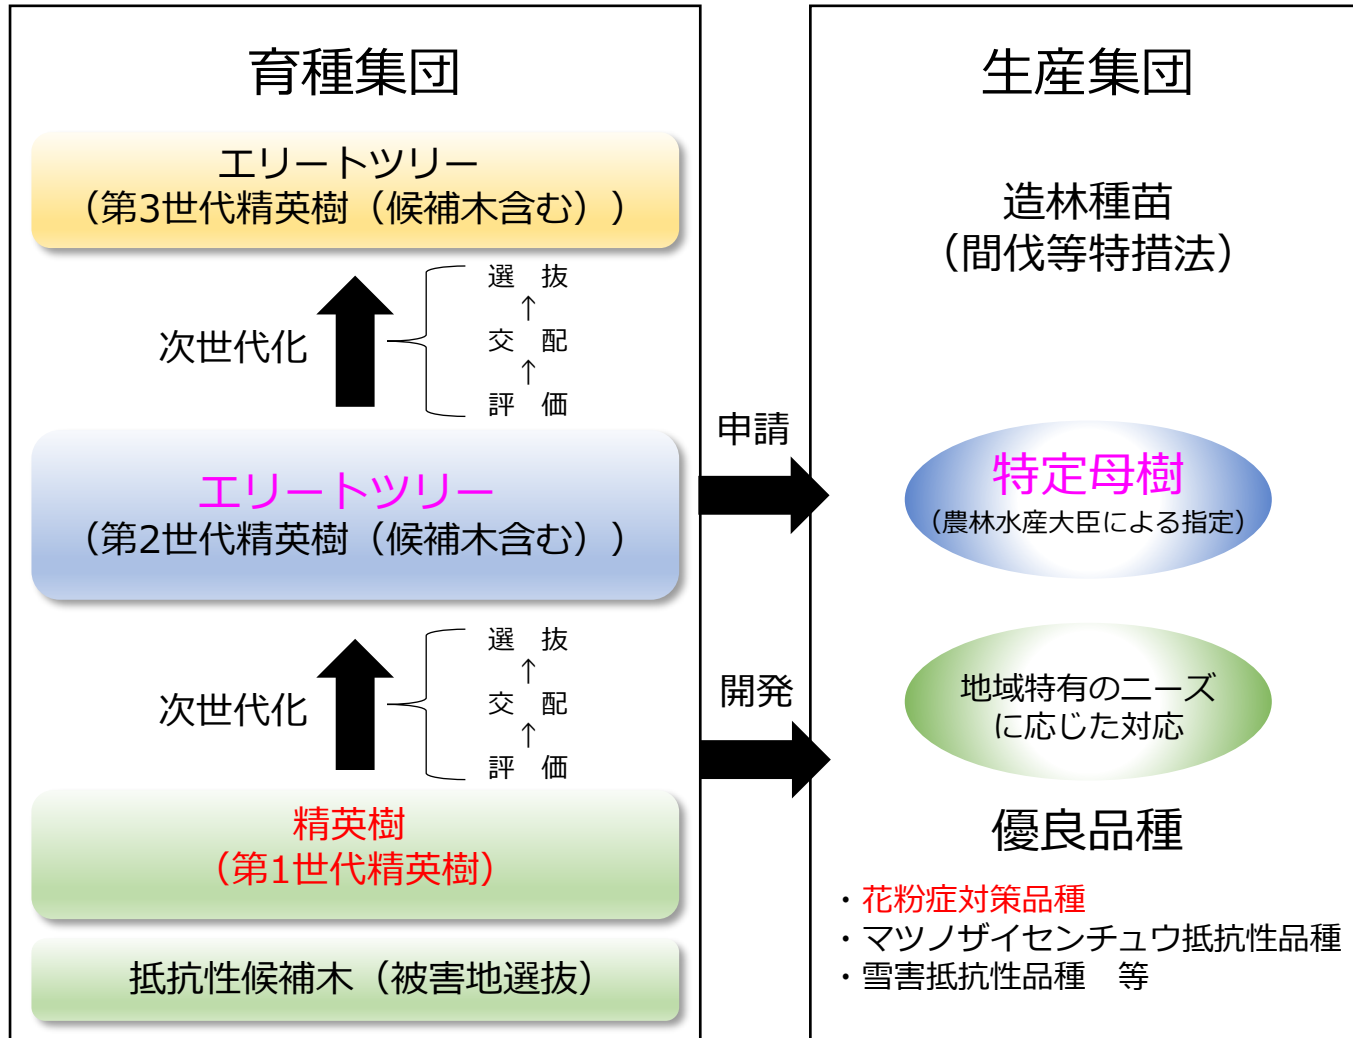 育種集団
エリートツリー
（第3世代精英樹（候補木含む））
次世代化
選　抜
↑
交　配
↑
評　価
エリートツリー
（第2世代精英樹（候補木含む））
次世代化
選　抜
↑
交　配
↑
評　価
精英樹
（第1世代精英樹）
抵抗性候補木（被害地選抜）
申請
開発
生産集団
造林種苗
（間伐等特措法）
特定母樹
（農林水産大臣による指定）
地域特有のニーズ
に応じた対応
優良品種
・花粉症対策品種
・マツノザイセンチュウ抵抗性品種
・雪害抵抗性品種　等